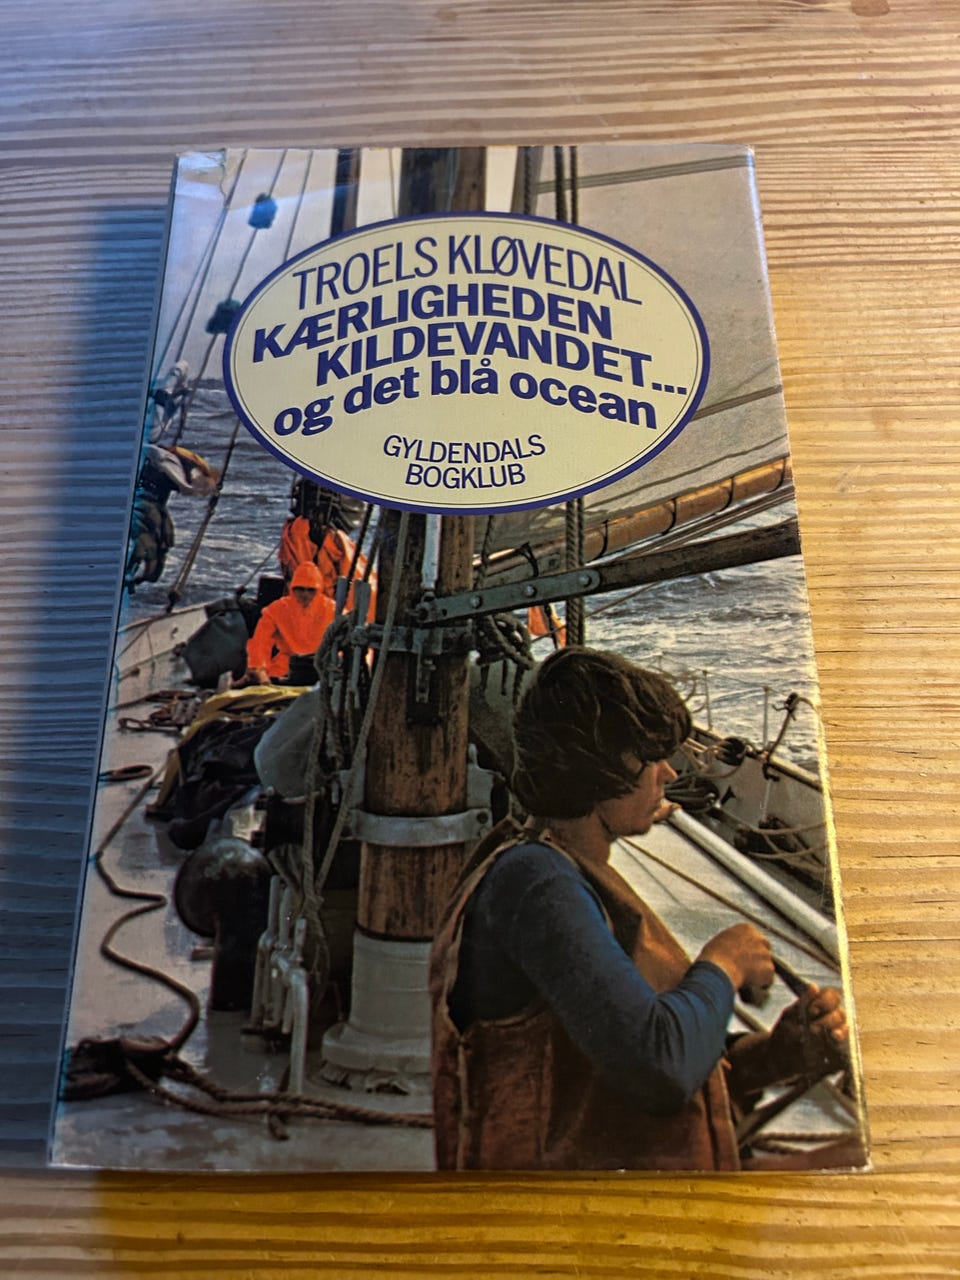 TROELS KLØVEDAL
KÆRLIGHEDEN
KILDEVANDET...
og det blå ocean
GYLDENDALS
BOGKLUB